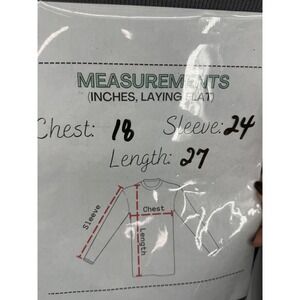 MEASUREMENTS
(INCHES, LAYING FLAT)
Chest: 18 Sleeve: 24
Length: 27
Sleeve
Chest
Length